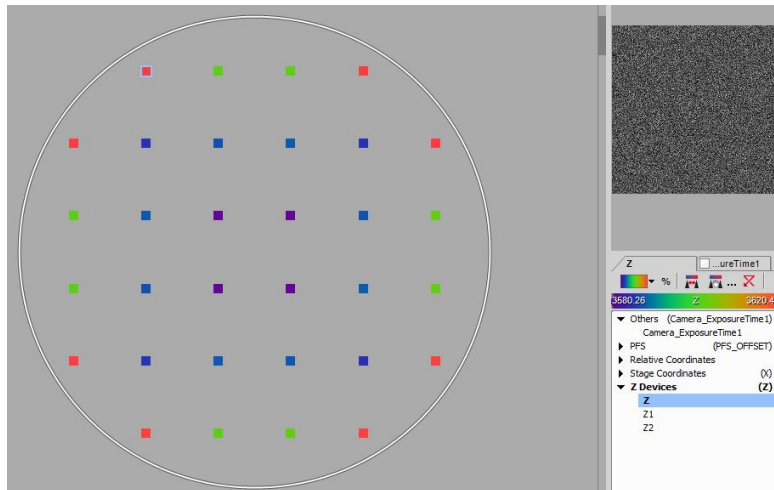 Z
...ureTime1
%
...
3580.26 Z 3620.4
Others (Camera_ExposureTime1)
Camera_ExposureTime1
PFS (PFS_OFFSET)
Relative Coordinates
Stage Coordinates (X)
Z Devices (Z)
Z
Z1
Z2